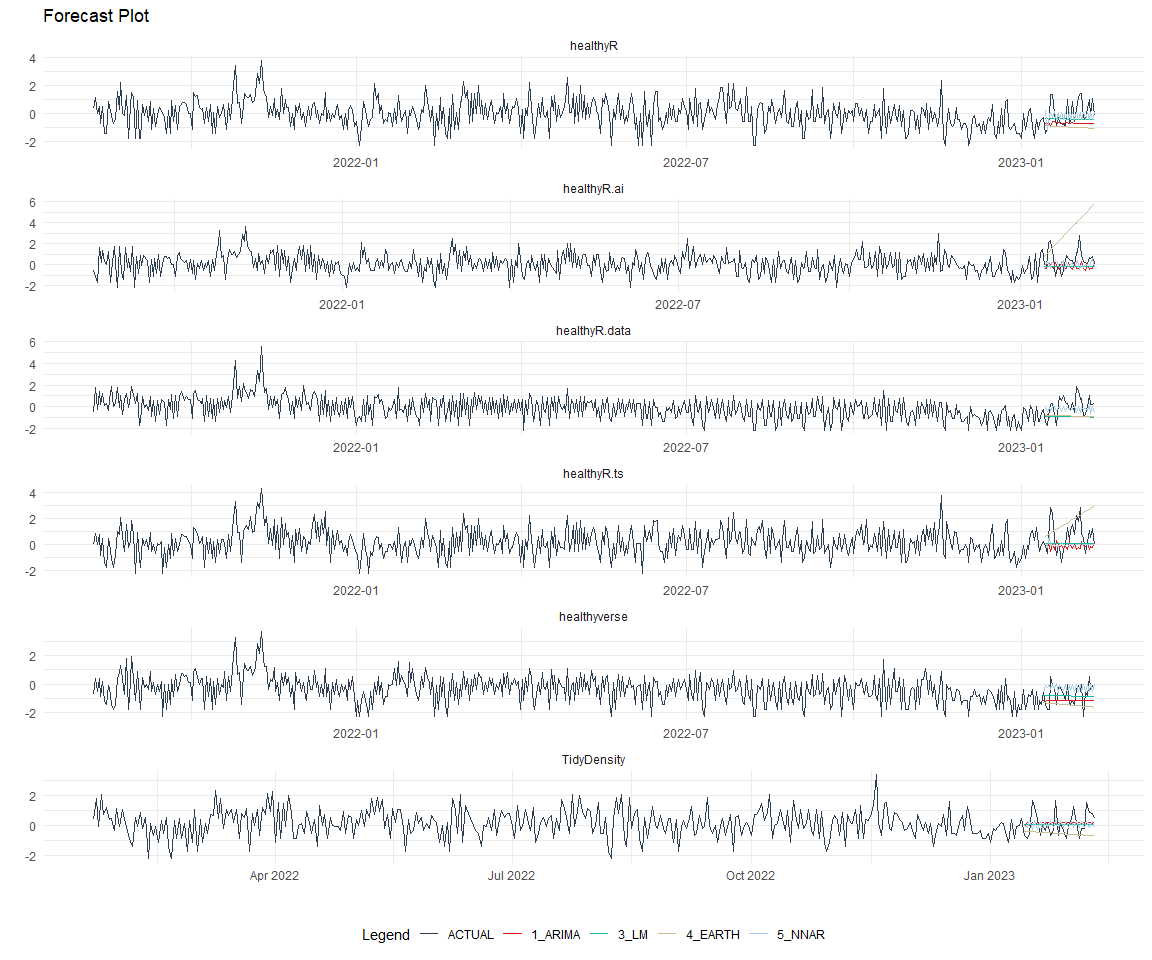 Forecast Plot
healthyR
4
2
0
-2
2022-01 2022-07 2023-01
healthyR.ai
6
4
2
0
-2
2022-01 2022-07 2023-01
healthyR.data
6
4
2
0
-2
2022-01 2022-07 2023-01
healthyR.ts
4
2
0
-2
2022-01 2022-07 2023-01
healthyverse
2
0
-2
2022-01 2022-07 2023-01
TidyDensity
2
0
-2
Apr 2022 Jul 2022 Oct 2022 Jan 2023
Legend ACTUAL 1_ARIMA 3_LM 4_EARTH 5_NNAR